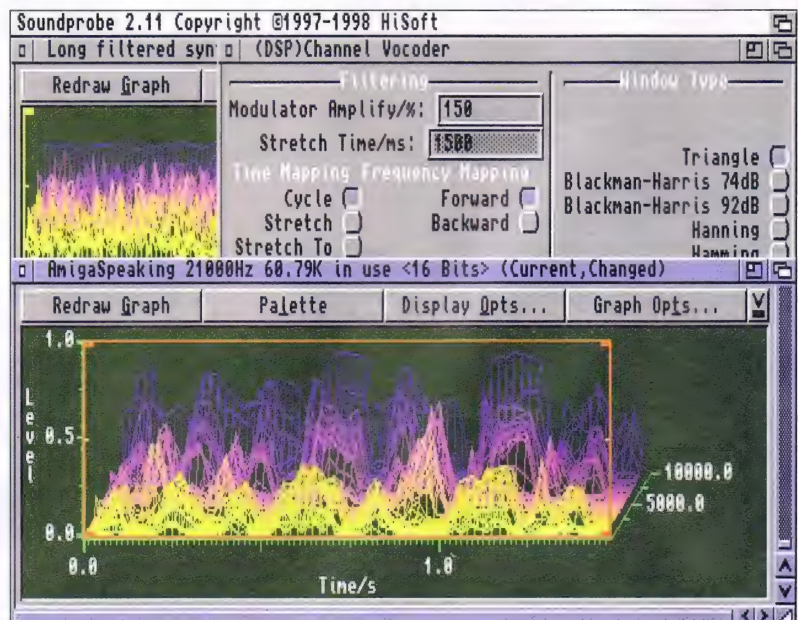 Soundprobe 2.11 Copyright ©1997-1998 HiSoft
Long filtered syn
(DSP)Channel Vocoder
Redraw Graph
Filtering
Modulator Amplify/%: 150
Stretch Time/ms: 1500
Time Mapping Frequency Mapping
Cycle
Forward
Stretch
Backward
Stretch To
Window Type
Triangle
Blackman-Harris 74dB
Blackman-Harris 92dB
Hanning
Hamming
AmigaSpeaking 21000Hz 60.79K in use <16 Bits> (Current,Changed)
Redraw Graph
Palette
Display Opts...
Graph Opts...
1.0
Level
0.5
0.0
10000.0
5000.0
0.0
1.0
Time/s